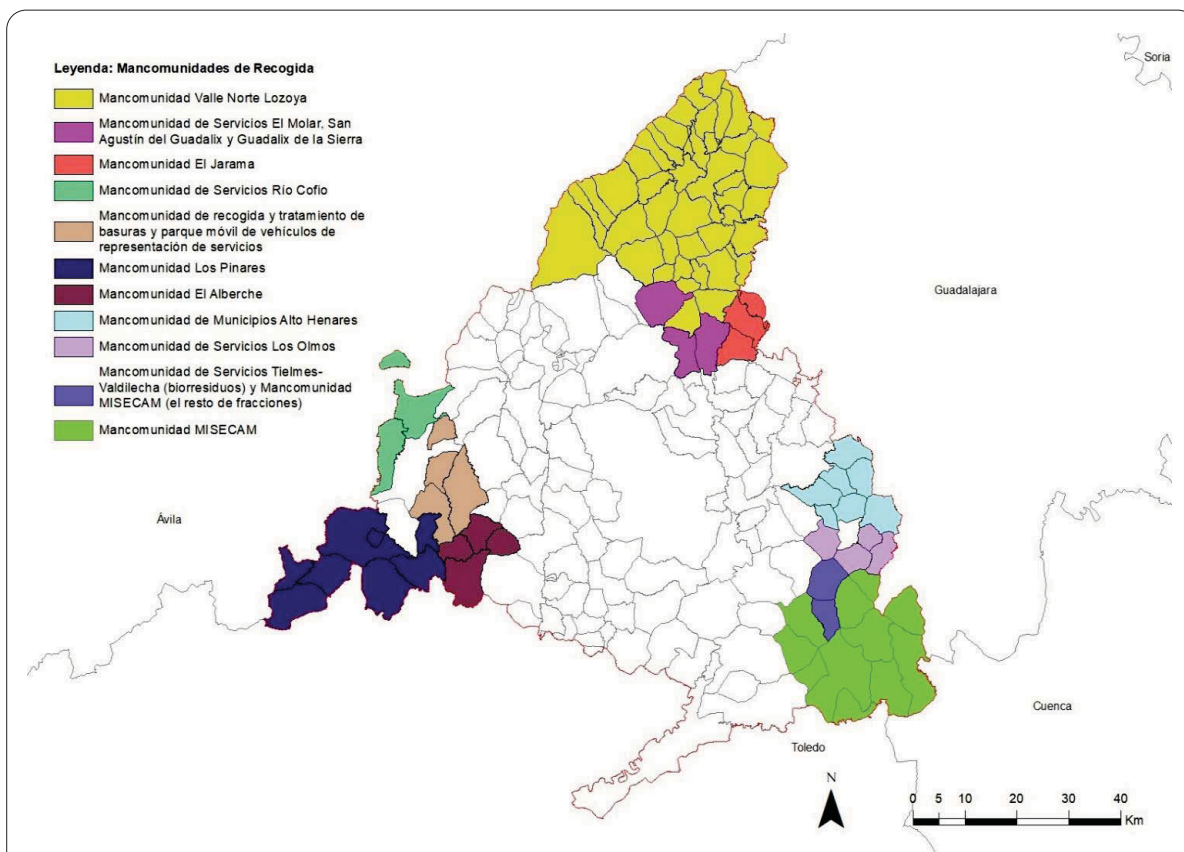 Leyenda: Mancomunidades de Recogida
Mancomunidad Valle Norte Lozoya
Mancomunidad de Servicios El Molar, San
Agustín del Guadalix y Guadalix de la Sierra
Mancomunidad El Jarama
Mancomunidad de Servicios Río Cofio
Mancomunidad de recogida y tratamiento de
basuras y parque móvil de vehículos de
representación de servicios
Mancomunidad Los Pinares
Mancomunidad El Alberche
Mancomunidad de Municipios Alto Henares
Mancomunidad de Servicios Los Olmos
Mancomunidad de Servicios Tielmes-
Valdilecha (biorresiduos) y Mancomunidad
MISECAM (el resto de fracciones)
Mancomunidad MISECAM
Soria
Guadalajara
Ávila
Cuenca
Toledo
N
0 5 10 20 30 40
Km